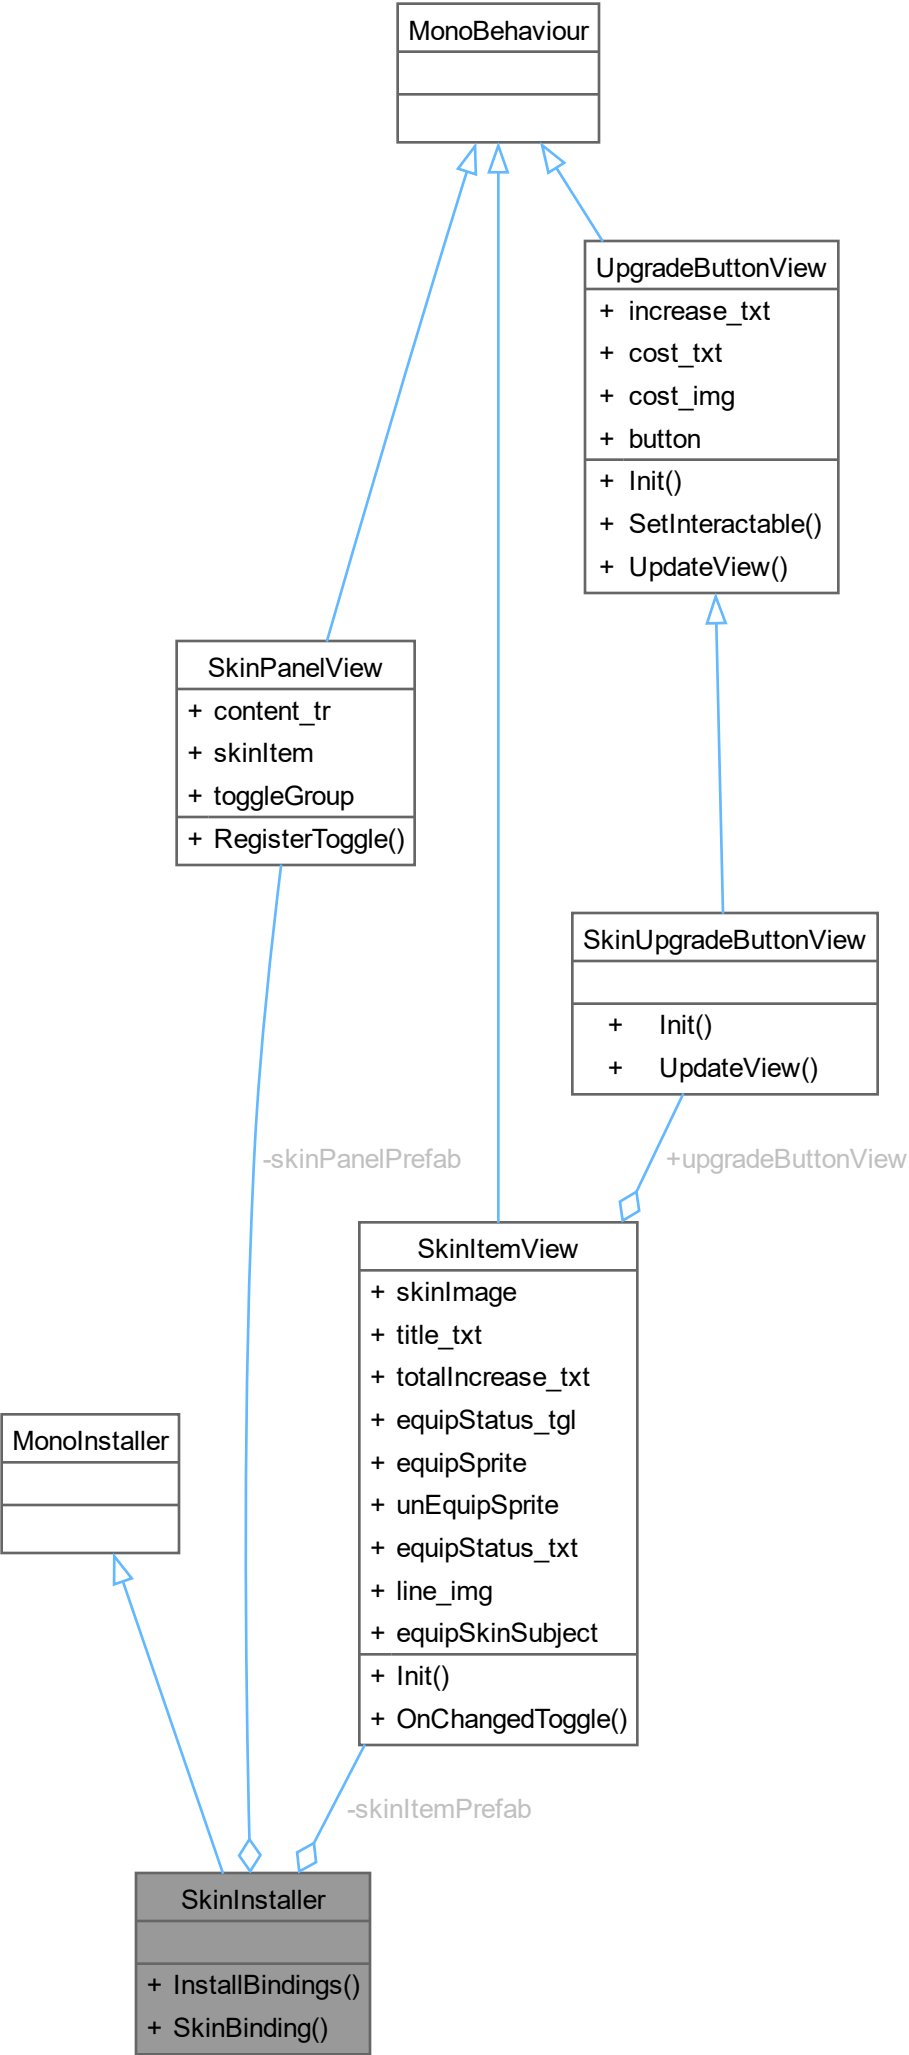 MonoBehaviour
UpgradeButtonView
+ increase_txt
+ cost_txt
+ cost_img
+ button
+ Init()
+ SetInteractable()
+ UpdateView()
SkinPanelView
+ content_tr
+ skinItem
+ toggleGroup
+ RegisterToggle()
SkinUpgradeButtonView
+ Init()
+ UpdateView()
-skinPanelPrefab
+upgradeButtonView
SkinItemView
+ skinImage
+ title_txt
+ totalIncrease_txt
+ equipStatus_tgl
+ equipSprite
+ unEquipSprite
+ equipStatus_txt
+ line_img
+ equipSkinSubject
+ Init()
+ OnChangedToggle()
MonoInstaller
-skinItemPrefab
SkinInstaller
+ InstallBindings()
+ SkinBinding()